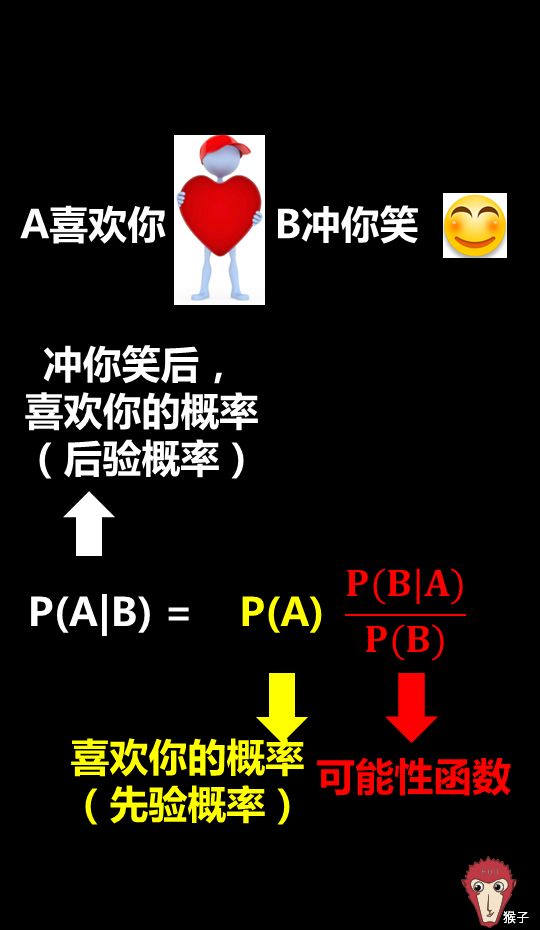 A喜欢你
B冲你笑
冲你笑后，
喜欢你的概率
（后验概率）
P(A|B) = P(A) P(B|A)
P(B)
喜欢你的概率
（先验概率）
可能性函数
猴子